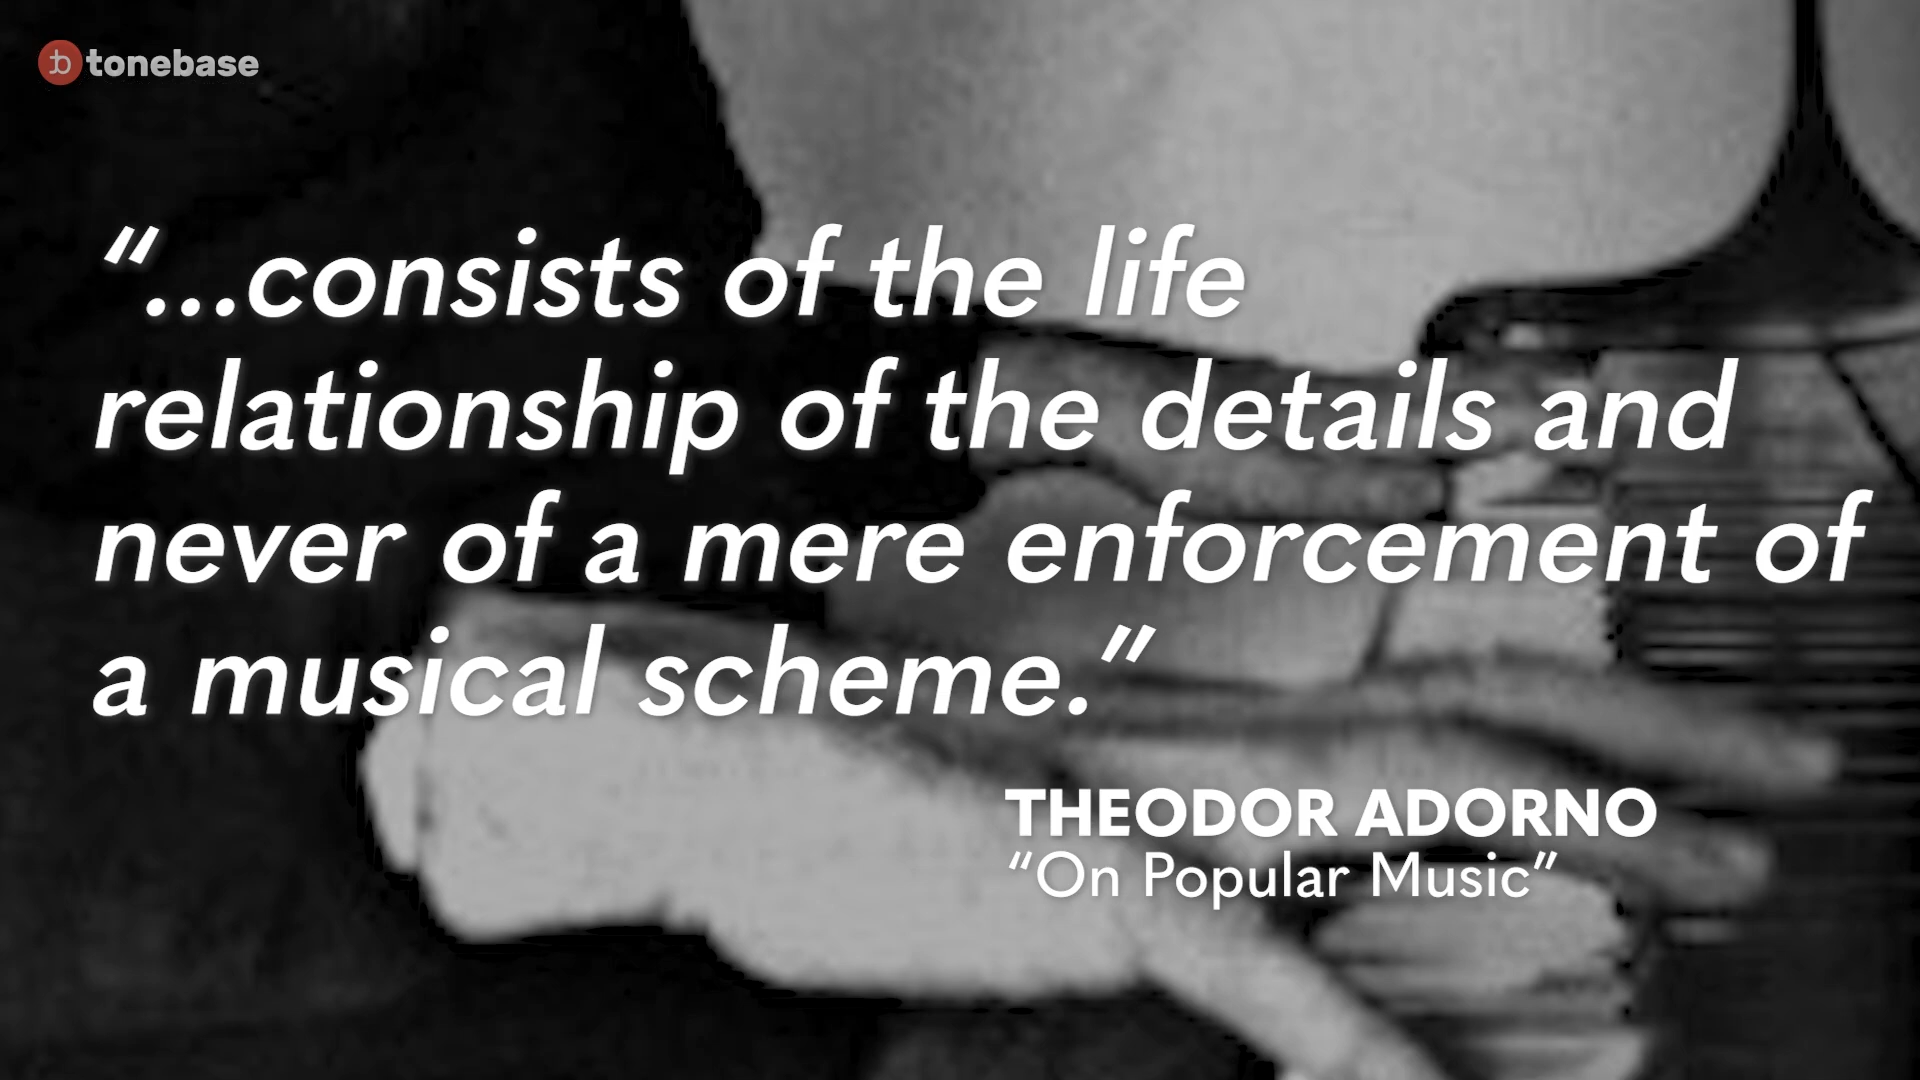 tonebase
“...consists of the life
relationship of the details and
never of a mere enforcement of
a musical scheme.”
THEODOR ADORNO
“On Popular Music”